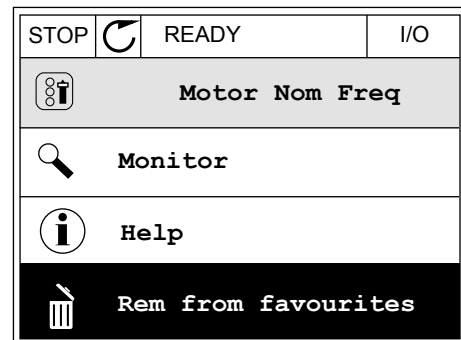 STOP READY I/O
Motor Nom Freq
Monitor
Help
Rem from favourites